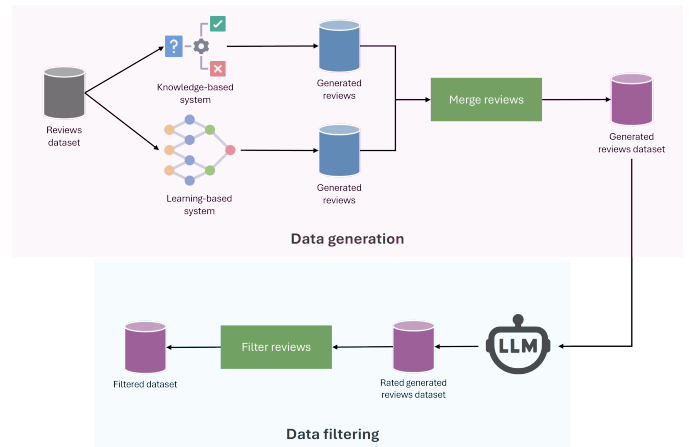 ?
Knowledge-based
system
Generated
reviews
Reviews
dataset
Merge reviews
Generated
reviews dataset
Learning-based
system
Generated
reviews
Data generation
Filtered dataset
Filter reviews
Rated generated
reviews dataset
LLM
Data filtering